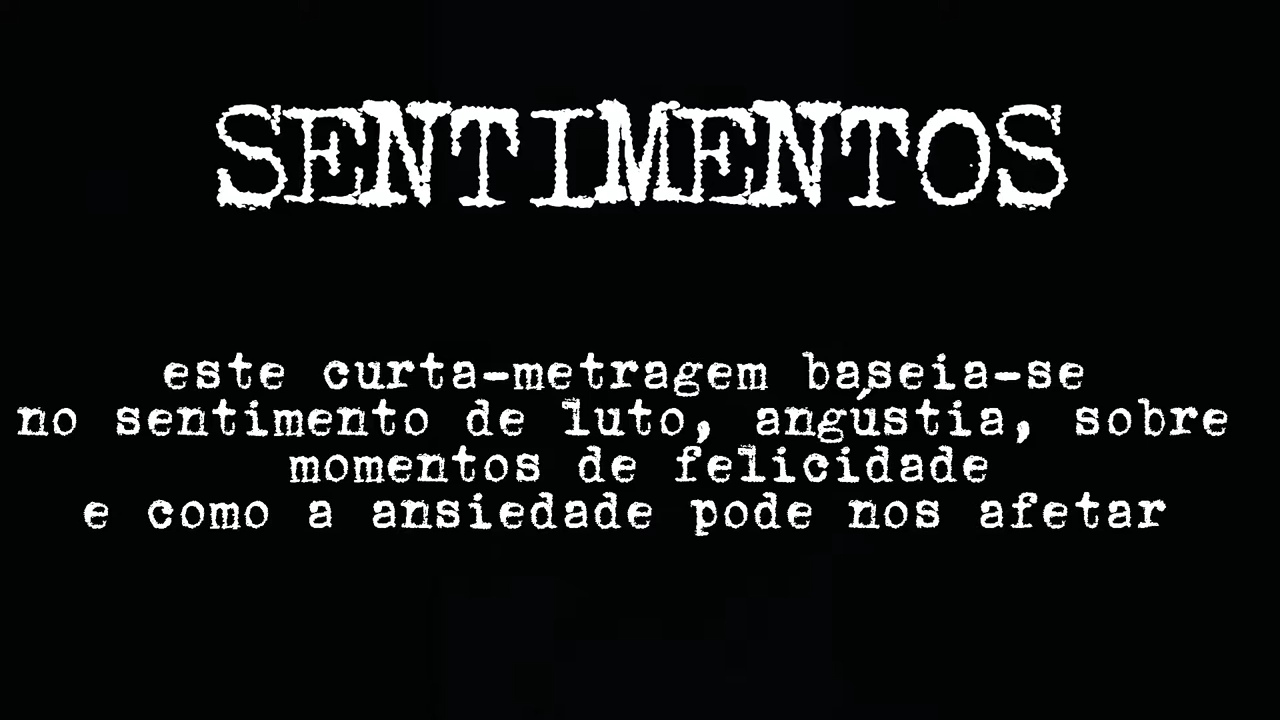 SENTIMENTOS
este curta-metragem baseia-se
no sentimento de luto, angústia, sobre
momentos de felicidade
e como a ansiedade pode nos afetar